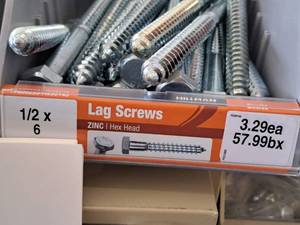 HILLMAN
1/2 x
6
Lag Screws
ZINC | Hex Head
3.29ea
57.99bx